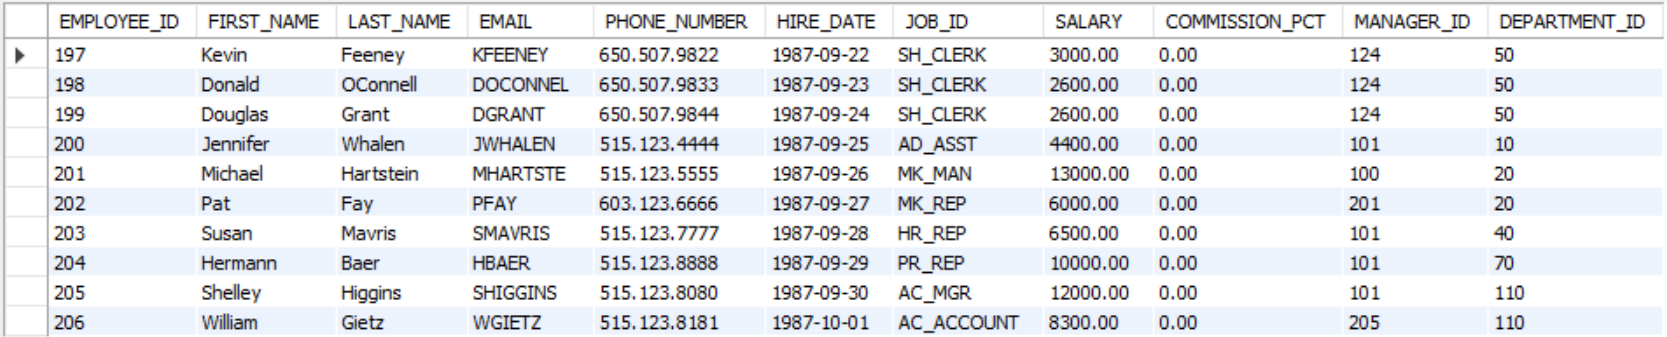 EMPLOYEE_ID FIRST_NAME LAST_NAME EMAIL PHONE_NUMBER HIRE_DATE JOB_ID SALARY COMMISSION_PCT MANAGER_ID DEPARTMENT_ID
197 Kevin Feeney KFEENEY 650.507.9822 1987-09-22 SH_CLERK 3000.00 0.00 124 50
198 Donald OConnell DOCONNEL 650.507.9833 1987-09-23 SH_CLERK 2600.00 0.00 124 50
199 Douglas Grant DGRANT 650.507.9844 1987-09-24 SH_CLERK 2600.00 0.00 124 50
200 Jennifer Whalen JWHALEN 515.123.4444 1987-09-25 AD_ASST 4400.00 0.00 101 10
201 Michael Hartstein MHARTSTE 515.123.5555 1987-09-26 MK_MAN 13000.00 0.00 100 20
202 Pat Fay PFAY 603.123.6666 1987-09-27 MK_REP 6000.00 0.00 201 20
203 Susan Mavris SMAVRIS 515.123.7777 1987-09-28 HR_REP 6500.00 0.00 101 40
204 Hermann Baer HBAER 515.123.8888 1987-09-29 PR_REP 10000.00 0.00 101 70
205 Shelley Higgins SHIGGINS 515.123.8080 1987-09-30 AC_MGR 12000.00 0.00 101 110
206 William Gietz WGIETZ 515.123.8181 1987-10-01 AC_ACCOUNT 8300.00 0.00 205 110